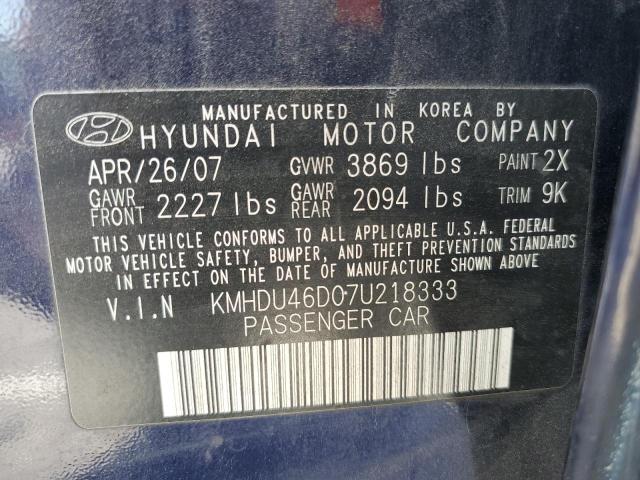 MANUFACTURED IN KOREA BY
HYUNDAI MOTOR COMPANY
APR/26/07 GVWR 3869 lbs PAINT 2X
GAWR FRONT 2227 lbs GAWR REAR 2094 lbs TRIM 9K
THIS VEHICLE CONFORMS TO ALL APPLICABLE U.S.A. FEDERAL
MOTOR VEHICLE SAFETY, BUMPER, AND THEFT PREVENTION STANDARDS
IN EFFECT ON THE DATE OF MANUFACTURE SHOWN ABOVE
V.I.N KMHDU46D07U218333
PASSENGER CAR